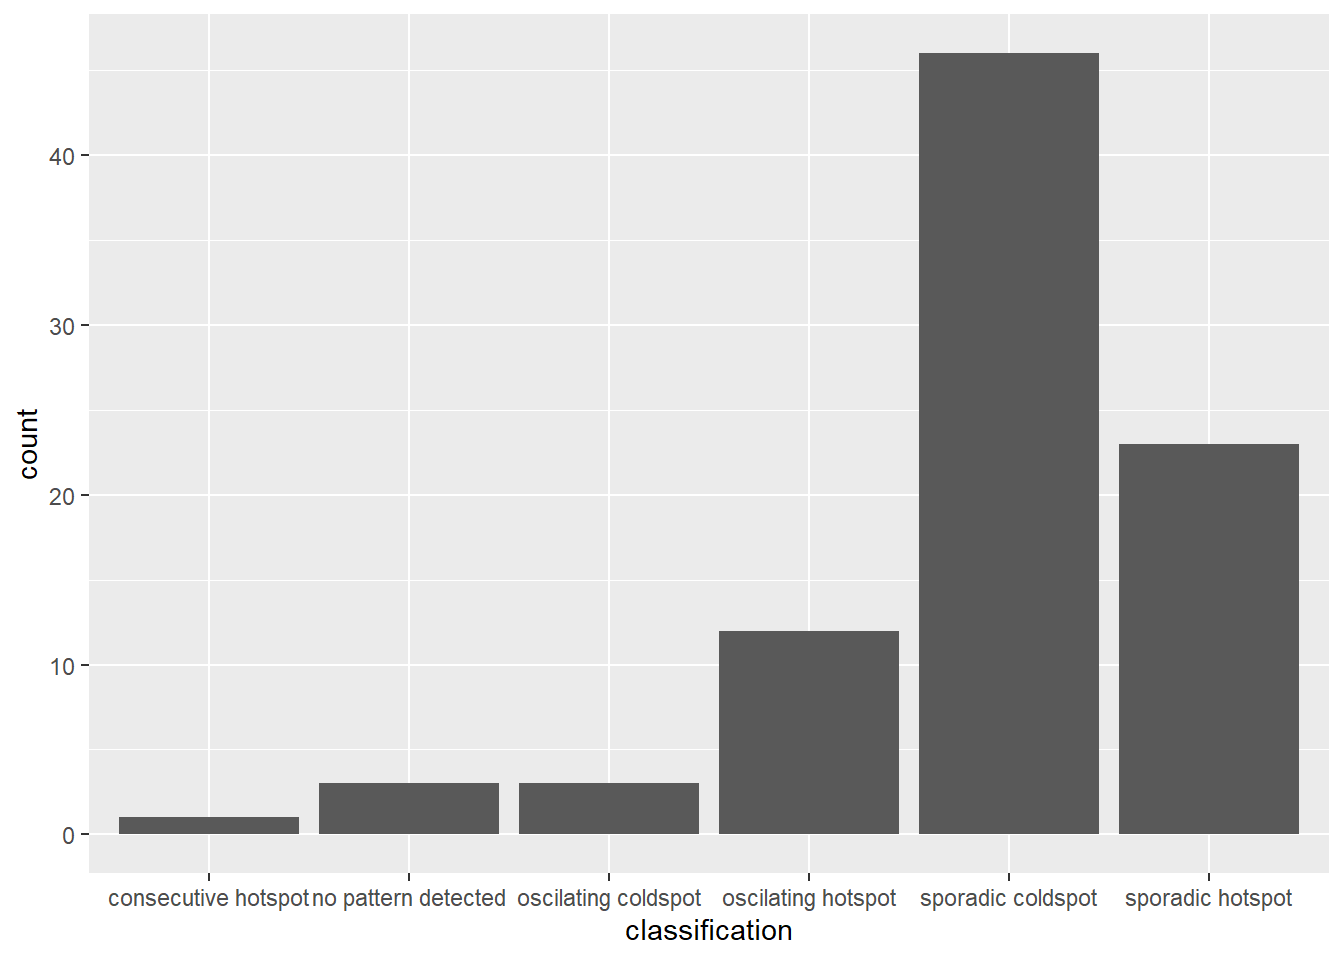 count
40
30
20
10
0
consecutive hotspot no pattern detected oscilating coldspot oscilating hotspot sporadic coldspot sporadic hotspot
classification